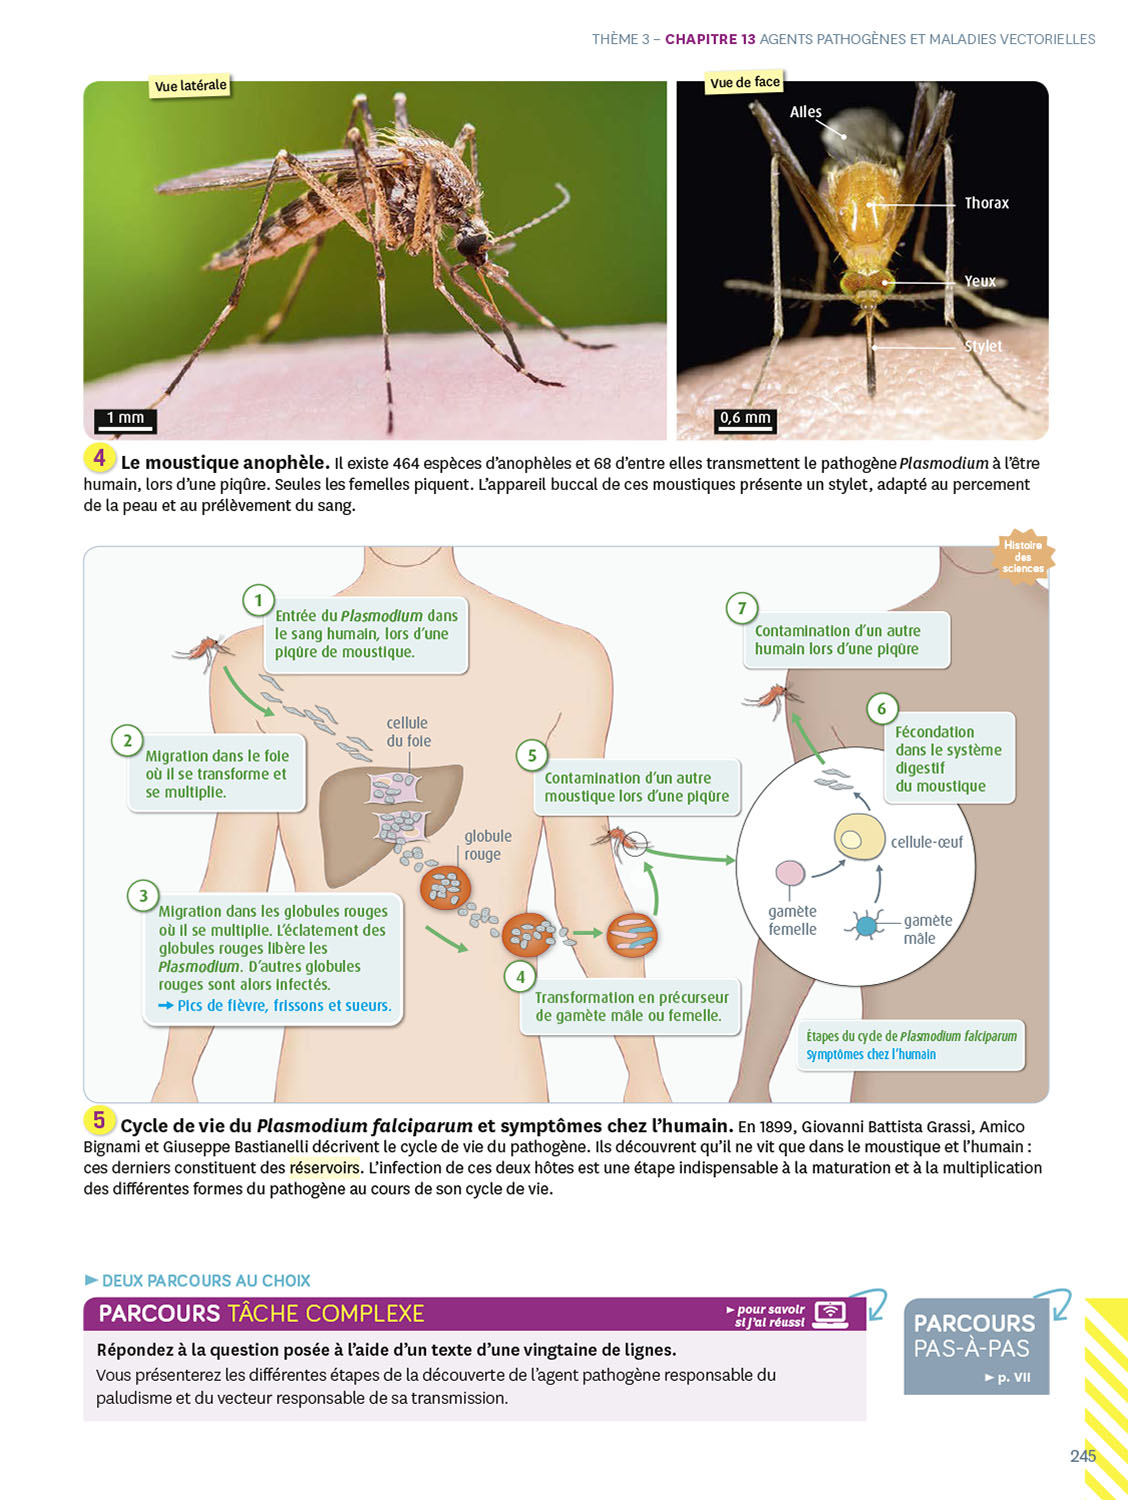 THÈME 3 – CHAPITRE 13 AGENTS PATHOGÈNES ET MALADIES VECTORIELLES
Vue latérale
Vue de face
Ailes
Thorax
Yeux
Stylet
1 mm
0,6 mm
4 Le moustique anophèle. Il existe 464 espèces d’anophèles et 68 d’entre elles transmettent le pathogène Plasmodium à l’être
humain, lors d’une piqûre. Seules les femelles piquent. L’appareil buccal de ces moustiques présente un stylet, adapté au percement
de la peau et au prélèvement du sang.
Histoire
des
sciences
1
Entrée du Plasmodium dans
le sang humain, lors d’une
piqûre de moustique.
2
Migration dans le foie
où il se transforme et
se multiplie.
cellule
du foie
globule
rouge
3
Migration dans les globules rouges
où il se multiplie. L’éclatement des
globules rouges libère les
Plasmodium. D’autres globules
rouges sont alors infectés.
→ Pics de fièvre, frissons et sueurs.
4
Transformation en précurseur
de gamète mâle ou femelle.
5
Contamination d’un autre
moustique lors d’une piqûre
6
Fécondation
dans le système
digestif
du moustique
7
Contamination d’un autre
humain lors d’une piqûre
cellule-œuf
gamète
femelle
gamète
mâle
Étapes du cycle de Plasmodium falciparum
Symptômes chez l’humain
5 Cycle de vie du Plasmodium falciparum et symptômes chez l’humain. En 1899, Giovanni Battista Grassi, Amico
Bignami et Giuseppe Bastianelli décrivent le cycle de vie du pathogène. Ils découvrent qu’il ne vit que dans le moustique et l’humain :
ces derniers constituent des réservoirs. L’infection de ces deux hôtes est une étape indispensable à la maturation et à la multiplication
des différentes formes du pathogène au cours de son cycle de vie.
► DEUX PARCOURS AU CHOIX
PARCOURS TÂCHE COMPLEXE
► pour savoir
si j’ai réussi
Répondez à la question posée à l’aide d’un texte d’une vingtaine de lignes.
Vous présenterez les différentes étapes de la découverte de l’agent pathogène responsable du
paludisme et du vecteur responsable de sa transmission.
PARCOURS
PAS-À-PAS
► p. VII
245